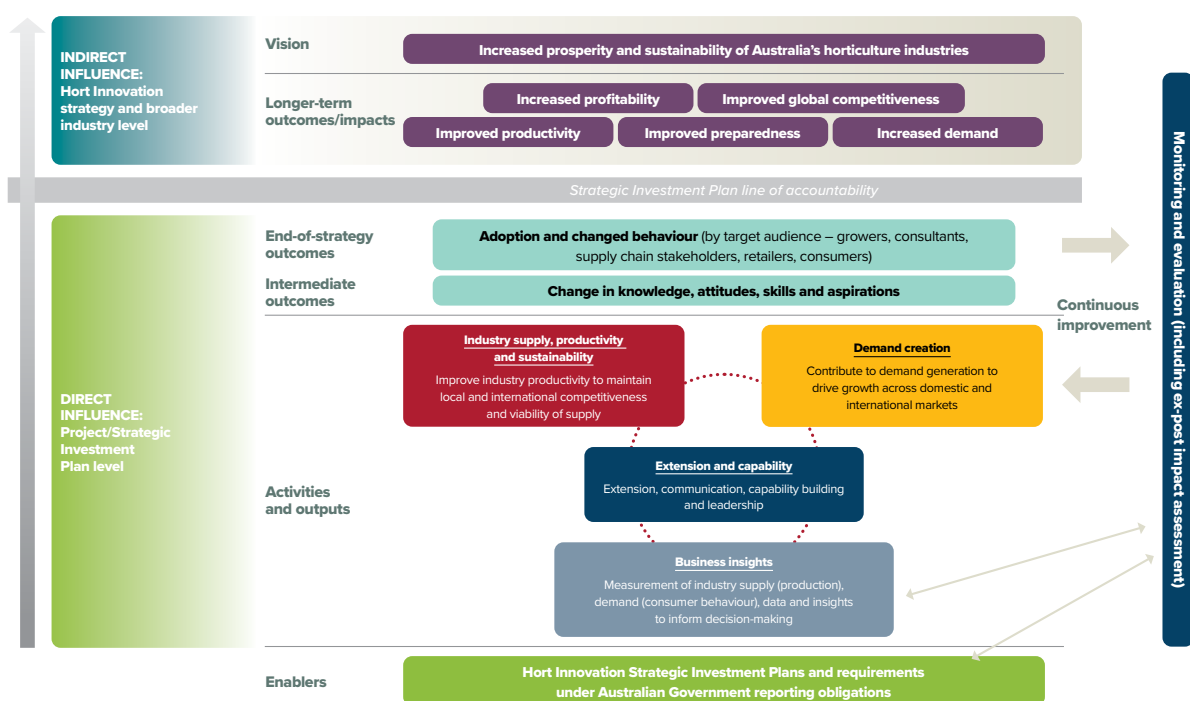 INDIRECT
INFLUENCE:
Hort Innovation
strategy and broader
industry level
Vision
Increased prosperity and sustainability of Australia's horticulture industries
Longer-term
outcomes/impacts
Increased profitability
Improved global competitiveness
Improved productivity
Improved preparedness
Increased demand
Strategic Investment Plan line of accountability
DIRECT
INFLUENCE:
Project/Strategic
Investment
Plan level
End-of-strategy
outcomes
Adoption and changed behaviour (by target audience – growers, consultants,
supply chain stakeholders, retailers, consumers)
Intermediate
outcomes
Change in knowledge, attitudes, skills and aspirations
Activities
and outputs
Industry supply, productivity
and sustainability
Improve industry productivity to maintain
local and international competitiveness
and viability of supply
Demand creation
Contribute to demand generation to
drive growth across domestic and
international markets
Extension and capability
Extension, communication, capability building
and leadership
Business insights
Measurement of industry supply (production),
demand (consumer behaviour), data and insights
to inform decision-making
Enablers
Hort Innovation Strategic Investment Plans and requirements
under Australian Government reporting obligations
Continuous
improvement
Monitoring and evaluation (including ex-post impact assessment)